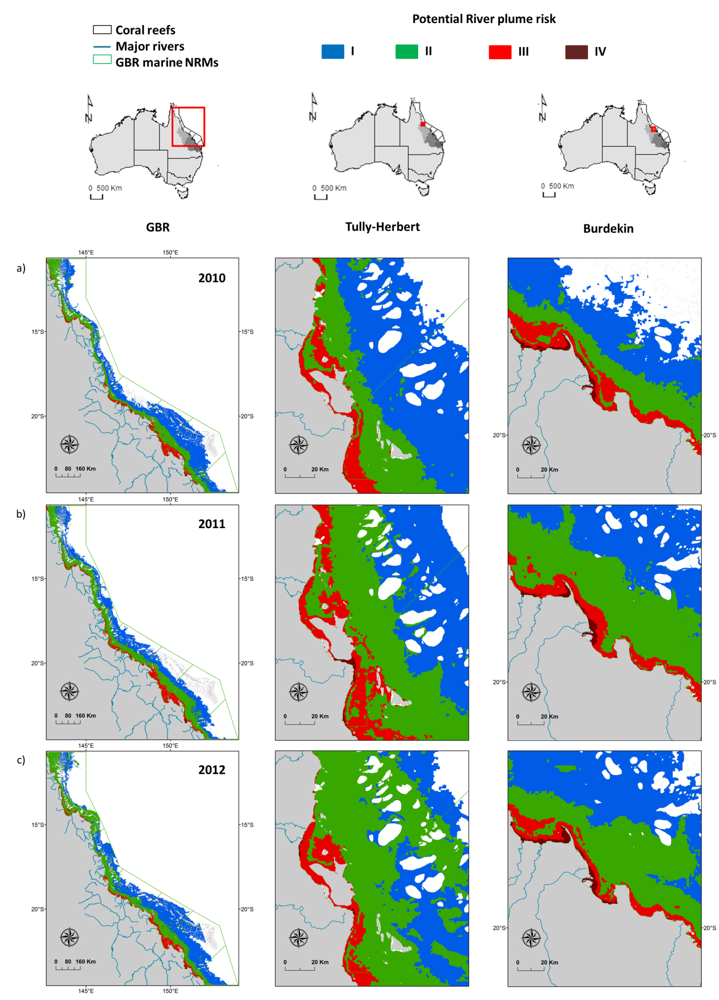 Coral reefs
Major rivers
GBR marine NRMs
Potential River plume risk
I II III IV
N N N
0 500 Km 0 500 Km 0 500 Km
GBR Tully-Herbert Burdekin
145°E 150°E
a)
2010
15°S 15°S
20°S 20°S 20°S 20°S
0 80 160 Km 0 20 Km 0 20 Km
145°E 150°E
b)
2011
15°S 15°S
20°S 20°S 20°S 20°S
0 80 160 Km 0 20 Km 0 20 Km
145°E 150°E
c)
2012
15°S 15°S
20°S 20°S 20°S 20°S
0 80 160 Km 0 20 Km 0 20 Km
145°E 150°E